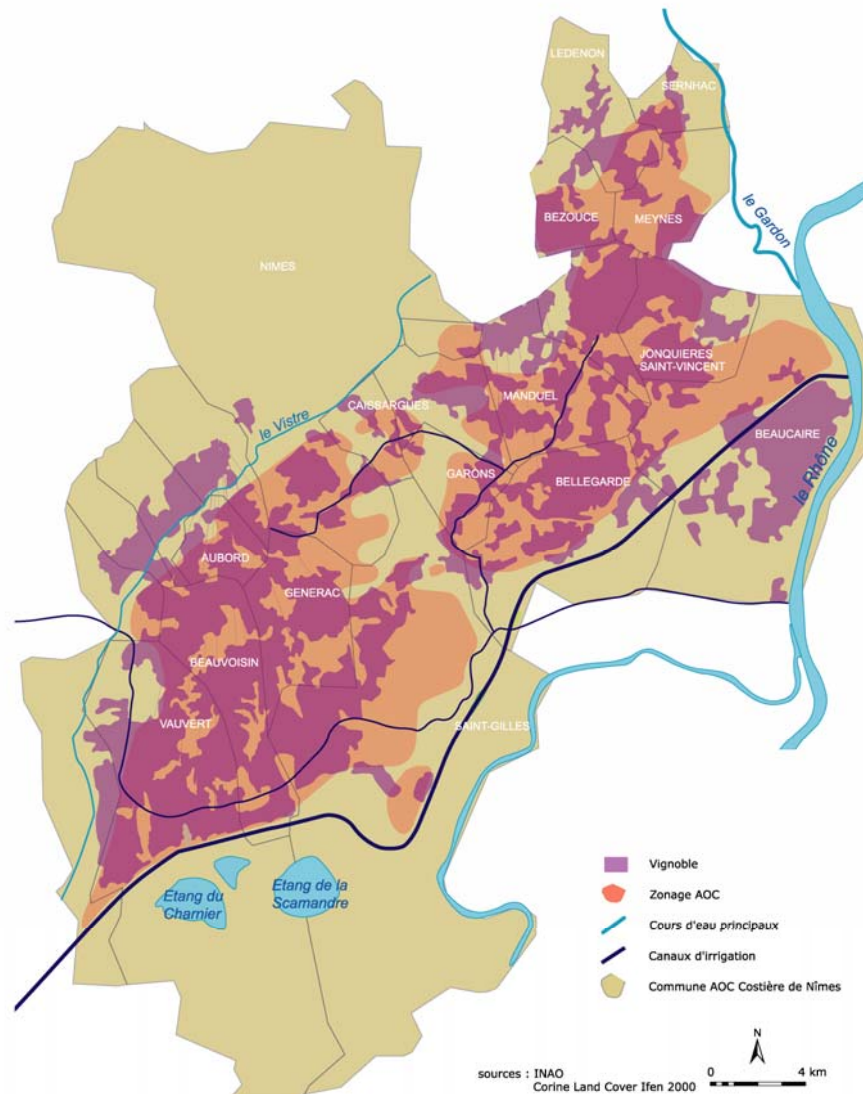 LEDENON
SERNHAC
le Gardon
BEZOUCE
MEYNES
NIMES
JONQUIERES
SAINT-VINCENT
le Vistre
CAISSARGUES
MANDUEL
BEAUCAIRE
le Rhône
GARONS
BELLEGARDE
AUBORD
GENERAC
BEAUVOISIN
VAUVERT
SAINT-GILLES
Etang du
Charnier
Etang de la
Scamandre
Vignoble
Zonage AOC
Cours d'eau principaux
Canaux d'irrigation
Commune AOC Costière de Nîmes
N
sources : INAO
Corine Land Cover Ifen 2000
0 4 km